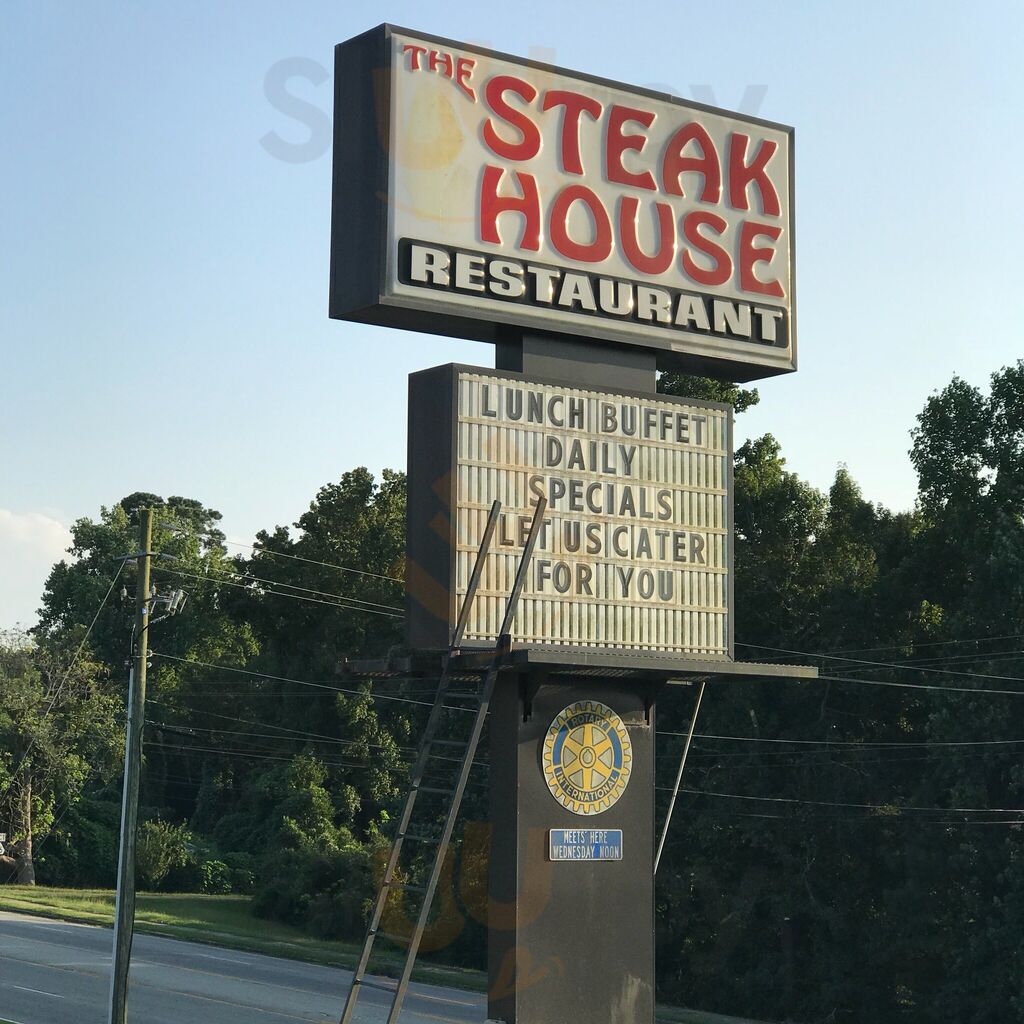 THE
STEAK
HOUSE
RESTAURANT
LUNCH BUFFET
DAILY
SPECIALS
LET US CATER
FOR YOU
ROTARY
INTERNATIONAL
MEETS HERE
WEDNESDAY NOON